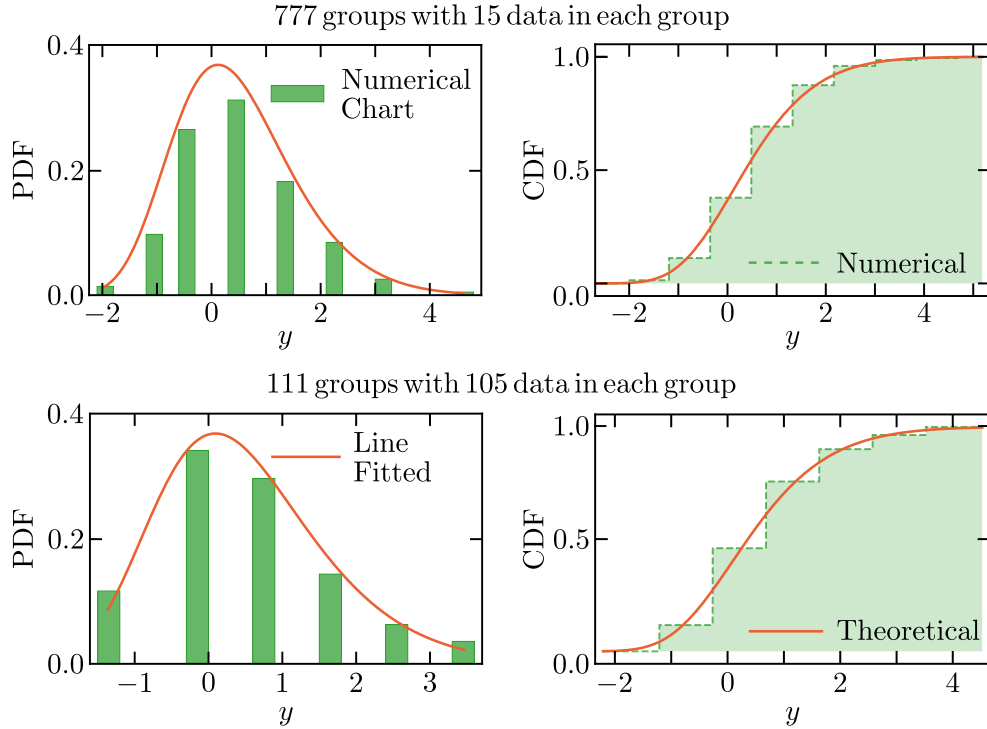 777 groups with 15 data in each group
0.4
0.2
0.0
PDF
Numerical
Chart
−2
0
2
4
y
1.0
0.5
0.0
CDF
Numerical
−2
0
2
4
y
111 groups with 105 data in each group
0.4
0.2
0.0
PDF
Line
Fitted
−1
0
1
2
3
y
1.0
0.5
0.0
CDF
Theoretical
−2
0
2
4
y